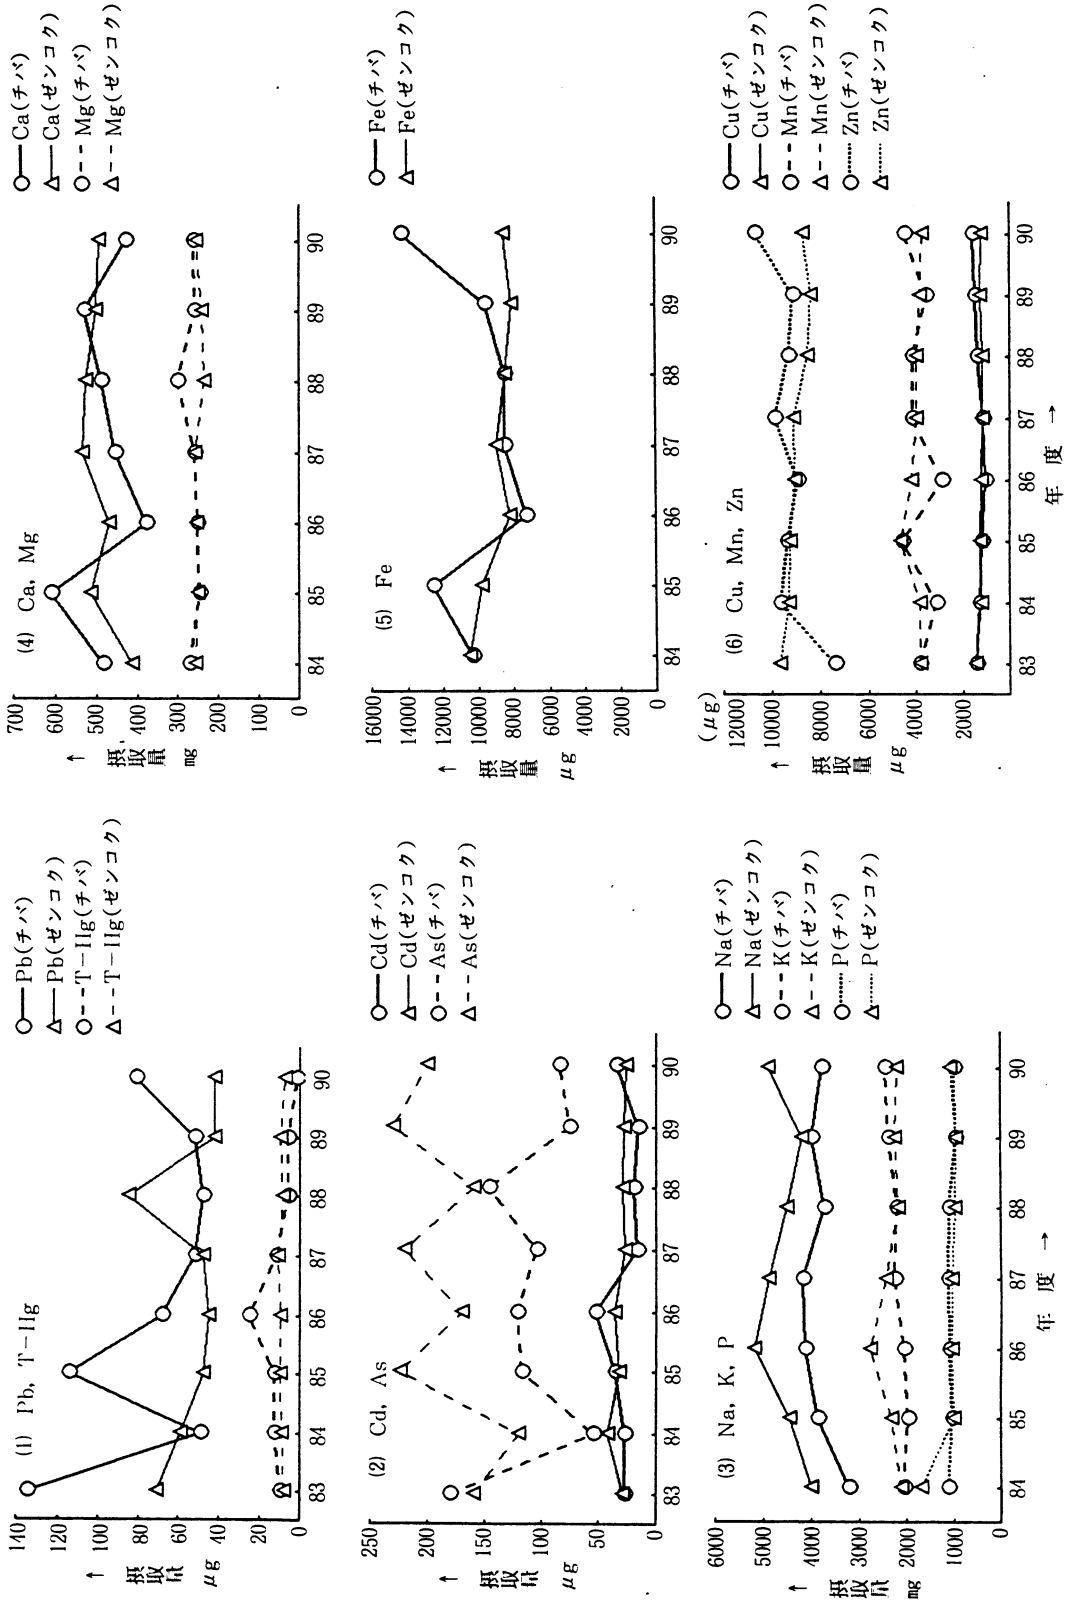 (1) Pb, T-Hg
Pb(チバ)
Pb(ゼンコク)
T-Hg(チバ)
T-Hg(ゼンコク)
140
120
100
80
60
40
20
0
↑
摂取量
μg
83 84 85 86 87 88 89 90
(2) Cd, As
Cd(チバ)
Cd(ゼンコク)
As(チバ)
As(ゼンコク)
250
200
150
100
50
0
↑
摂取量
μg
83 84 85 86 87 88 89 90
(3) Na, K, P
Na(チバ)
Na(ゼンコク)
K(チバ)
K(ゼンコク)
P(チバ)
P(ゼンコク)
6000
5000
4000
3000
2000
1000
0
↑
摂取量
mg
84 85 86 87 88 89 90
年 度 →
(4) Ca, Mg
Ca(チバ)
Ca(ゼンコク)
Mg(チバ)
Mg(ゼンコク)
700
600
500
400
300
200
100
0
↑
摂取量
mg
84 85 86 87 88 89 90
(5) Fe
Fe(チバ)
Fe(ゼンコク)
16000
14000
12000
10000
8000
6000
4000
2000
0
↑
摂取量
μg
84 85 86 87 88 89 90
(6) Cu, Mn, Zn
Cu(チバ)
Cu(ゼンコク)
Mn(チバ)
Mn(ゼンコク)
Zn(チバ)
Zn(ゼンコク)
(μg)
12000
10000
8000
6000
4000
2000
↑
摂取量
μg
83 84 85 86 87 88 89 90
年 度 →